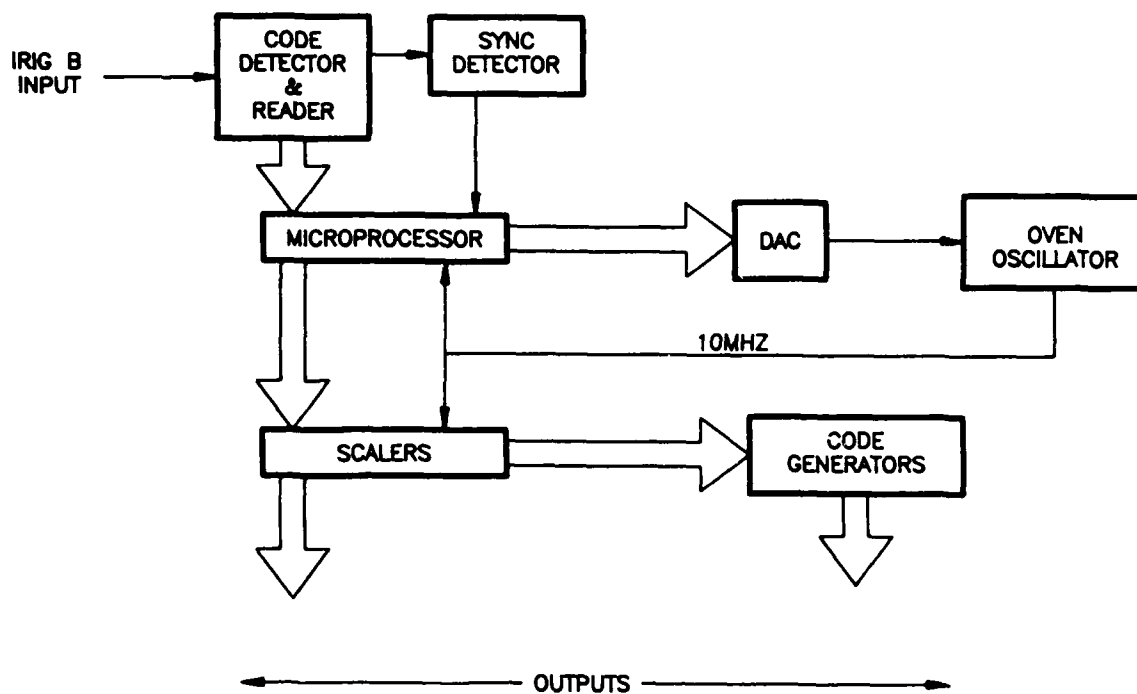 IRIG B
INPUT
CODE
DETECTOR
&
READER
SYNC
DETECTOR
MICROPROCESSOR
DAC
OVEN
OSCILLATOR
10MHZ
SCALERS
CODE
GENERATORS
OUTPUTS